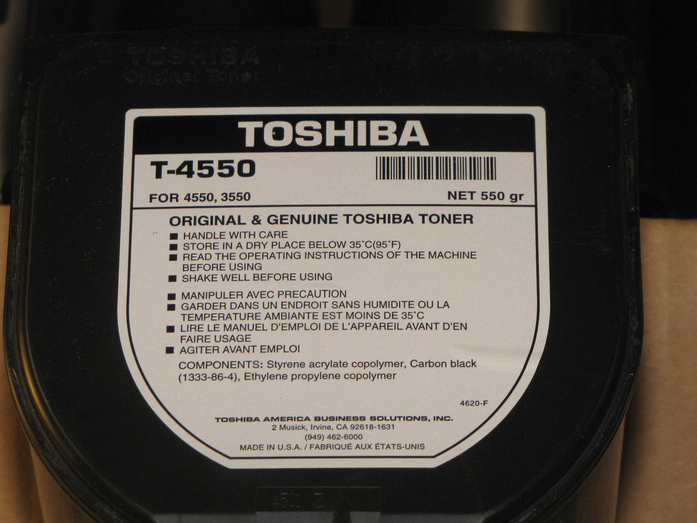 TOSHIBA
Original Toner
TOSHIBA
T-4550
FOR 4550, 3550
NET 550 gr
ORIGINAL & GENUINE TOSHIBA TONER
■ HANDLE WITH CARE
■ STORE IN A DRY PLACE BELOW 35°C(95°F)
■ READ THE OPERATING INSTRUCTIONS OF THE MACHINE
BEFORE USING
■ SHAKE WELL BEFORE USING
■ MANIPULER AVEC PRECAUTION
■ GARDER DANS UN ENDROIT SANS HUMIDITE OU LA
TEMPERATURE AMBIANTE EST MOINS DE 35°C
■ LIRE LE MANUEL D'EMPLOI DE L'APPAREIL AVANT D'EN
FAIRE USAGE
■ AGITER AVANT EMPLOI
COMPONENTS: Styrene acrylate copolymer, Carbon black
(1333-86-4), Ethylene propylene copolymer
4620-F
TOSHIBA AMERICA BUSINESS SOLUTIONS, INC.
2 Musick, Irvine, CA 92618-1631
(949) 462-6000
MADE IN U.S.A. / FABRIQUÉ AUX ÉTATS-UNIS